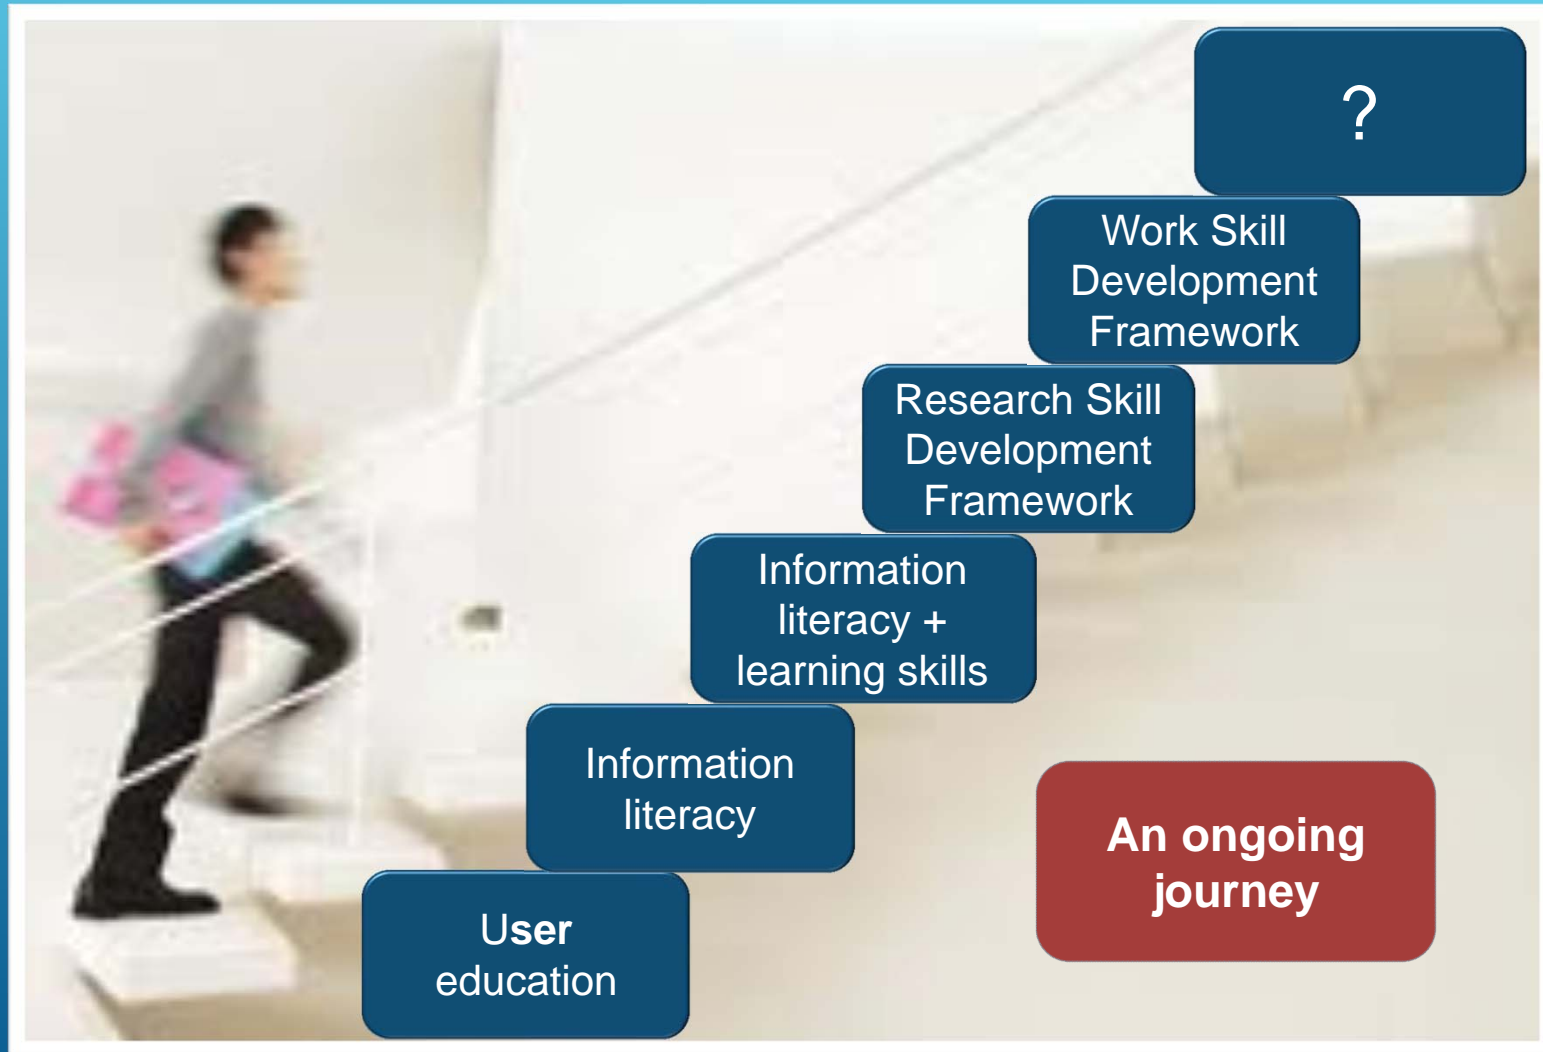 ?
Work Skill
Development
Framework
Research Skill
Development
Framework
Information
literacy +
learning skills
Information
literacy
An ongoing
journey
User
education